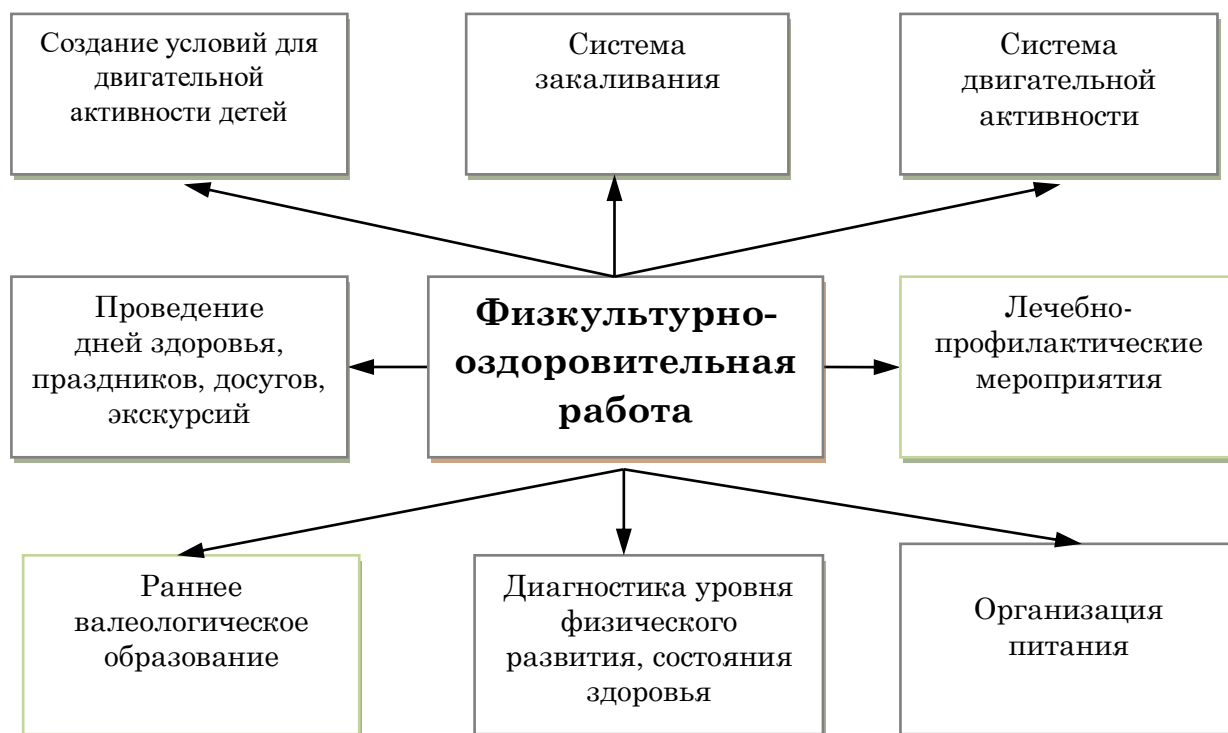 Создание условий для
двигательной
активности детей
Система
закаливания
Система
двигательной
активности
Проведение
дней здоровья,
праздников, досугов,
экскурсий
Физкультурно-
оздоровительная
работа
Лечебно-
профилактические
мероприятия
Раннее
валеологическое
образование
Диагностика уровня
физического
развития, состояния
здоровья
Организация
питания